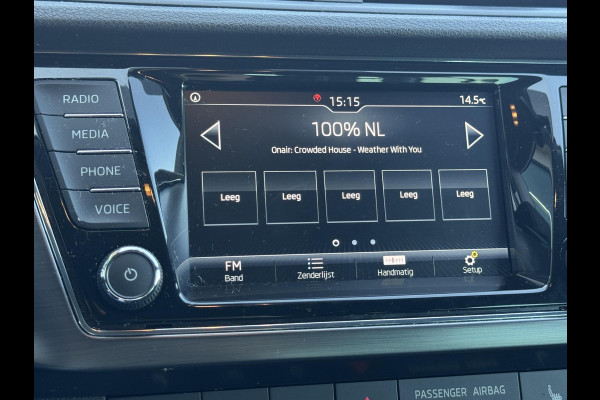 15:15 14.5°C
RADIO
MEDIA
PHONE
VOICE
100% NL
Onair: Crowded House - Weather With You
Leeg Leeg Leeg Leeg Leeg
FM
Band Zenderlijst Handmatig Setup
PASSENGER AIRBAG